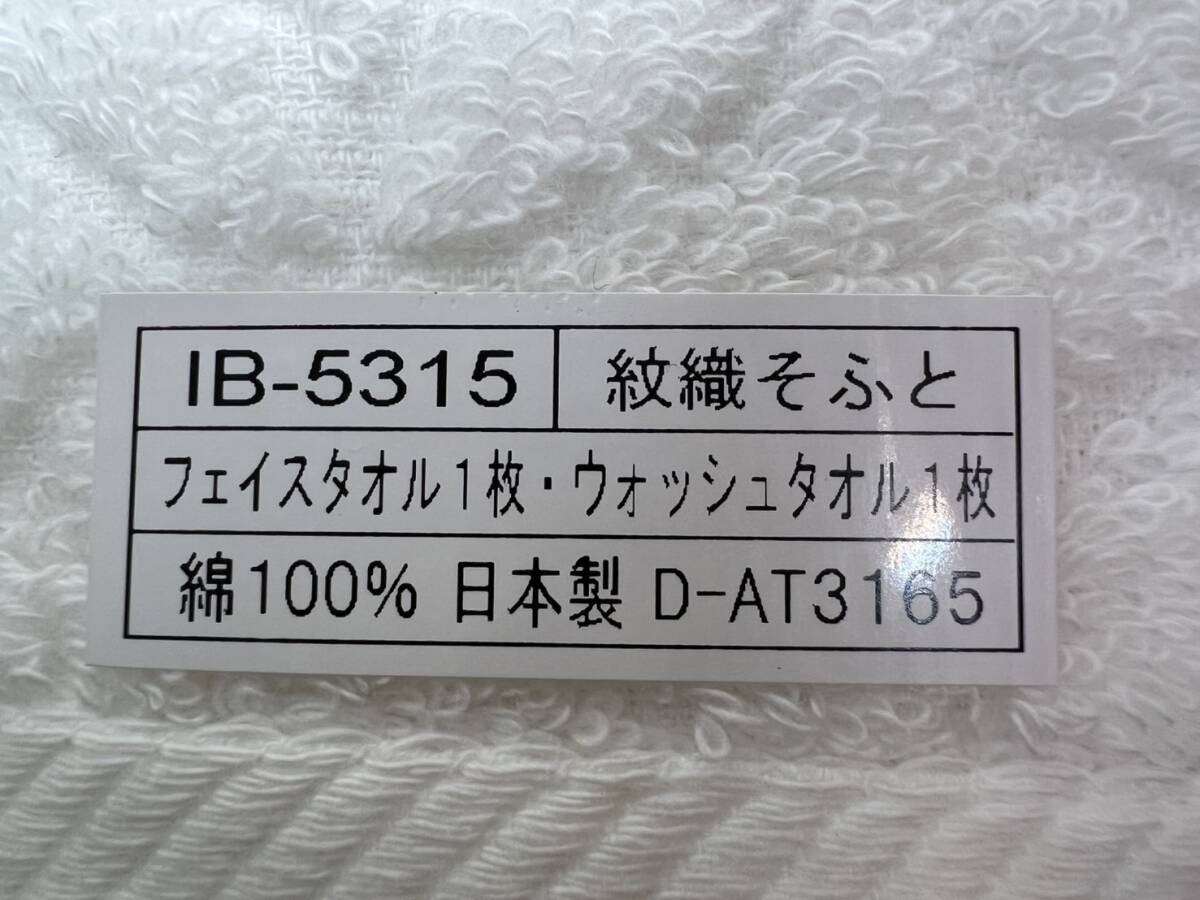 IB-5315 紋織そふと
フェイスタオル1枚・ウォッシュタオル1枚
綿100% 日本製 D-AT3165